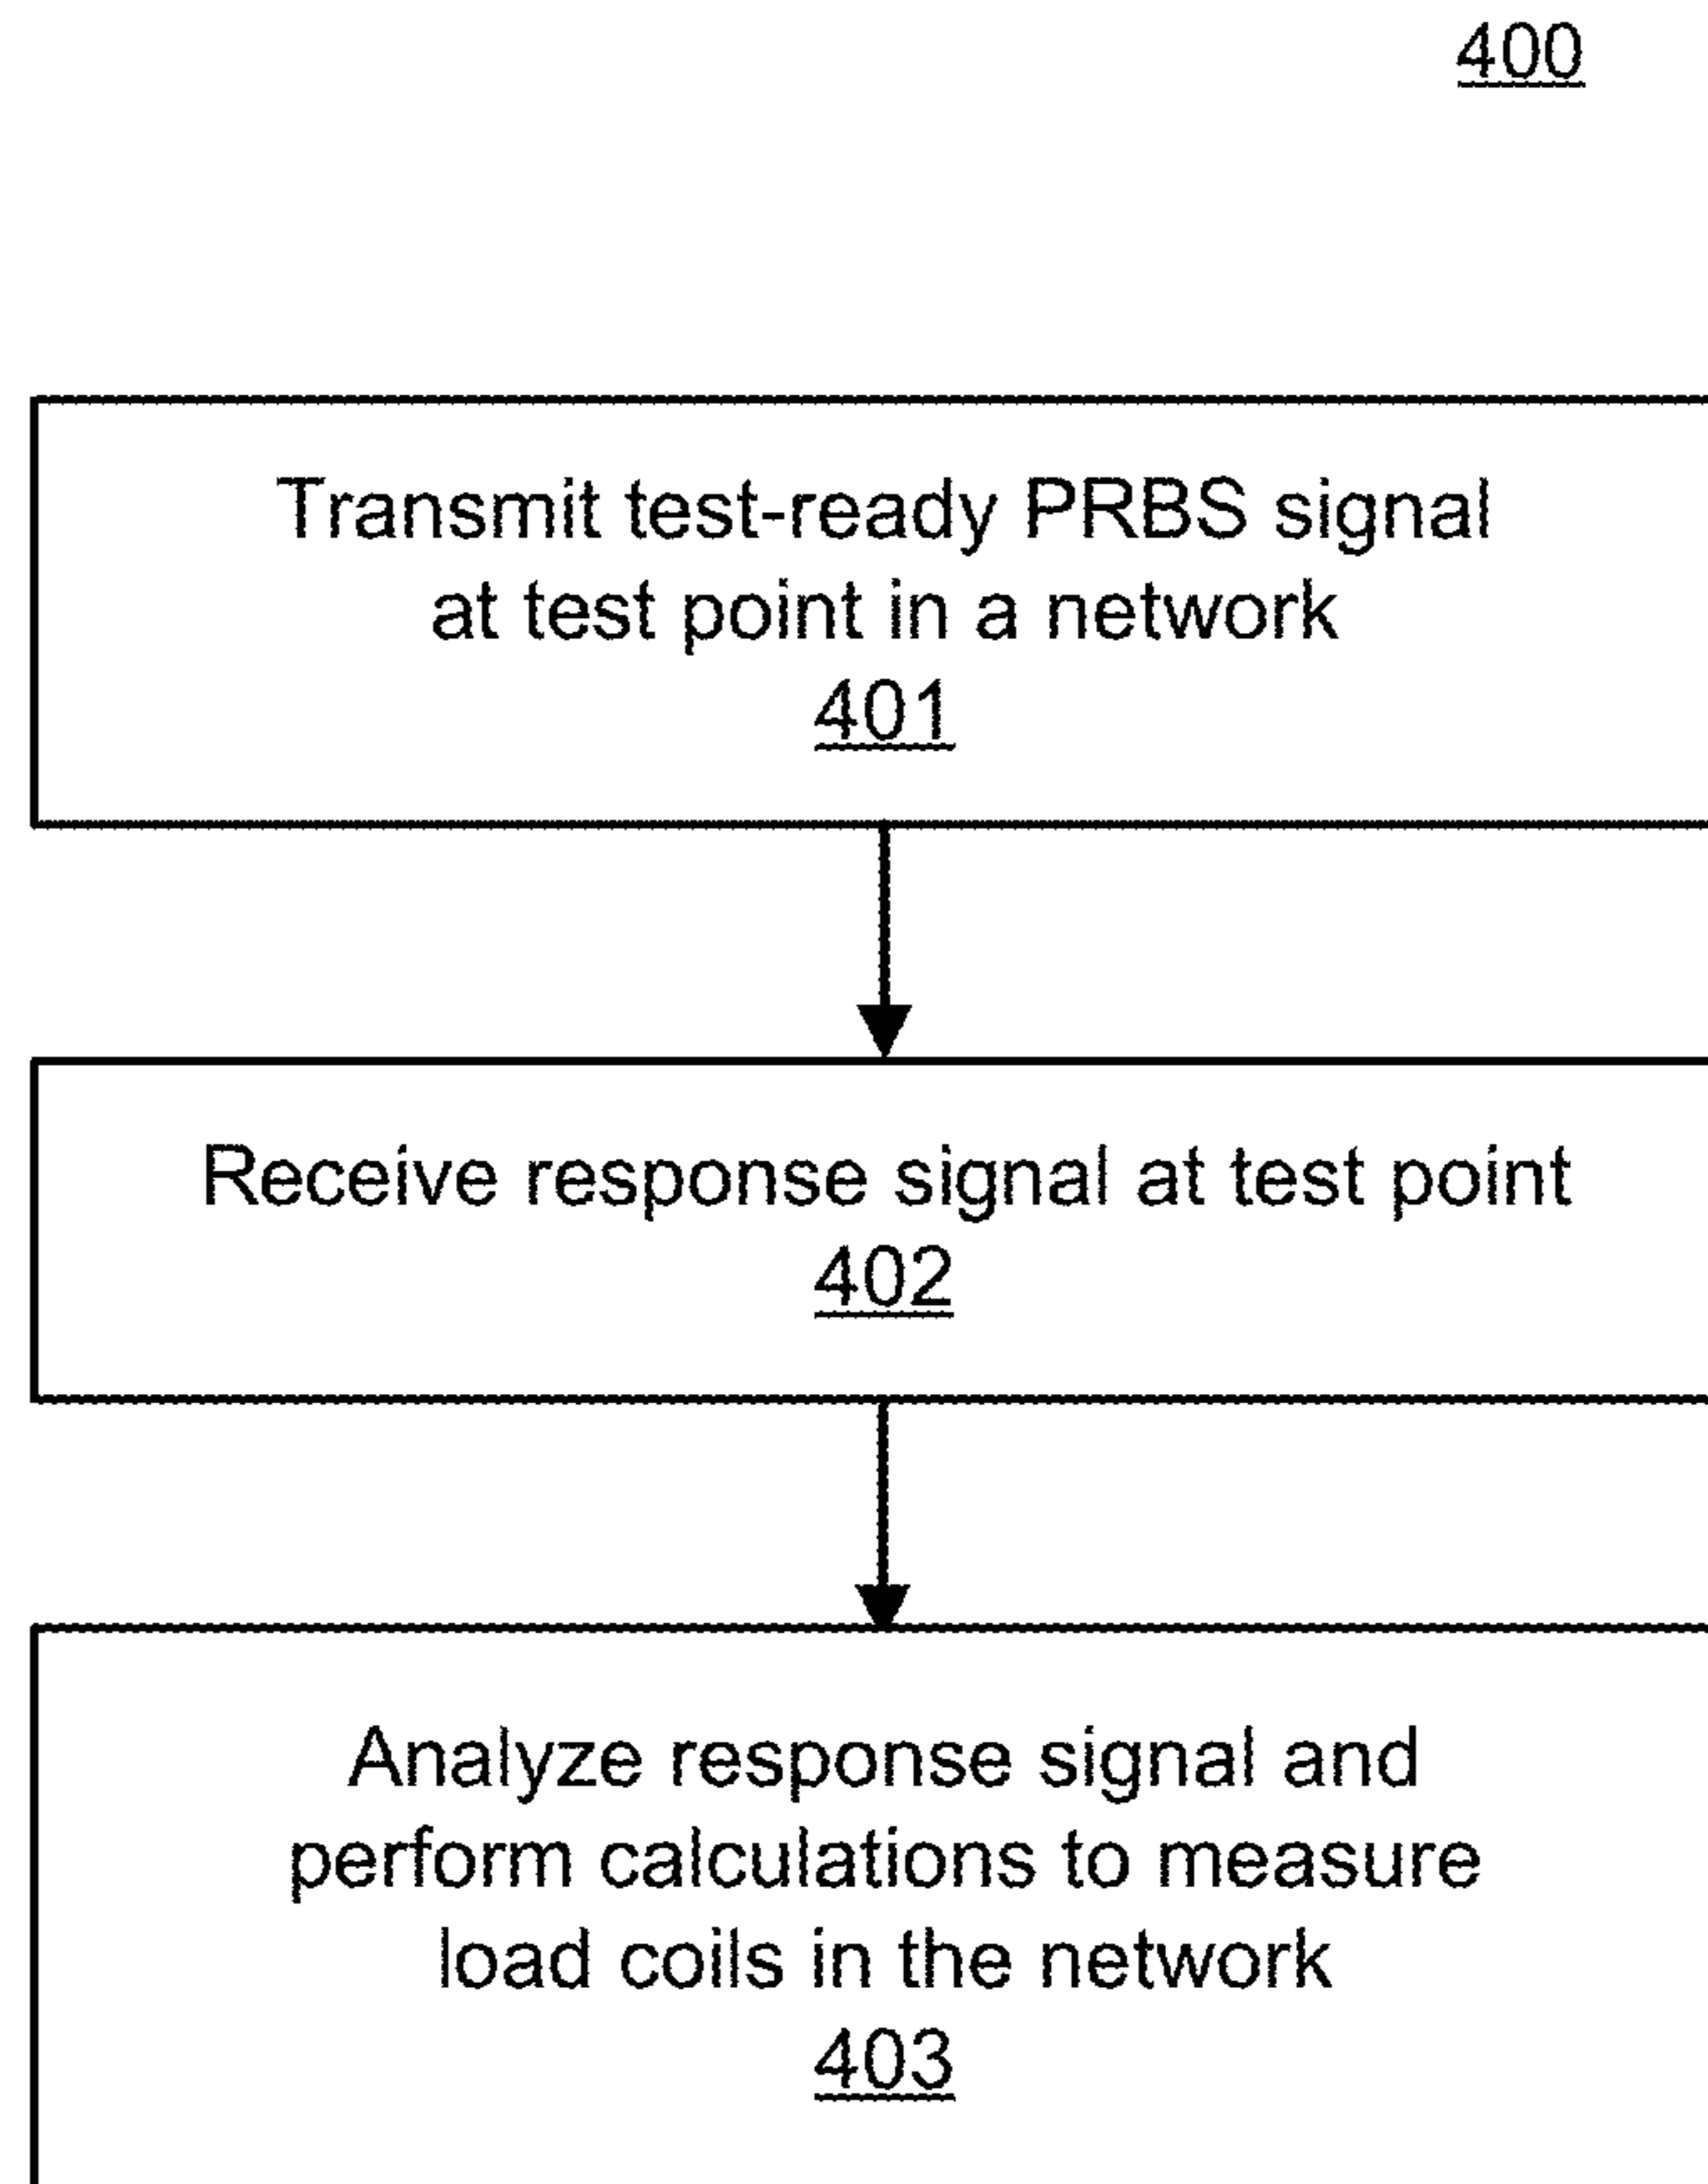 400
Transmit test-ready PRBS signal
at test point in a network
401
Receive response signal at test point
402
Analyze response signal and
perform calculations to measure
load coils in the network
403